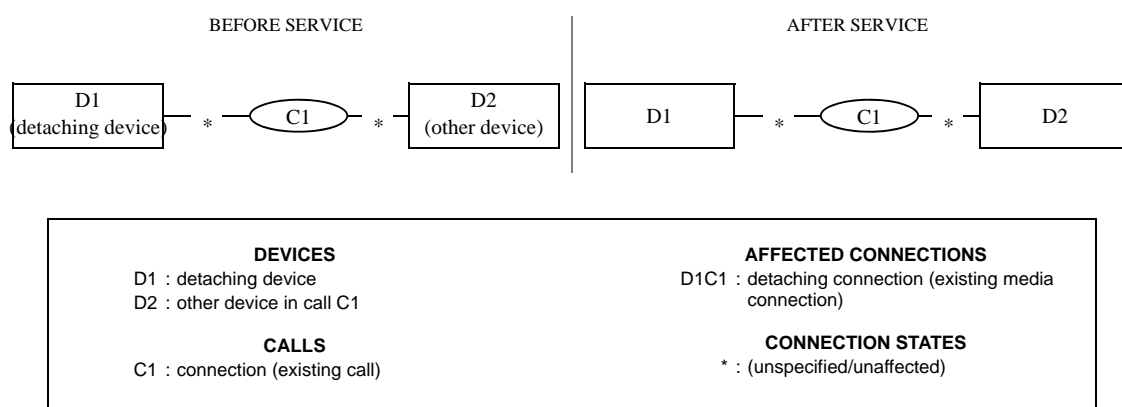 BEFORE SERVICE
AFTER SERVICE
D1
(detaching device)
*
C1
*
D2
(other device)
D1
*
C1
*
D2
DEVICES
D1 : detaching device
D2 : other device in call C1
CALLS
C1 : connection (existing call)
AFFECTED CONNECTIONS
D1C1 : detaching connection (existing media
connection)
CONNECTION STATES
* : (unspecified/unaffected)